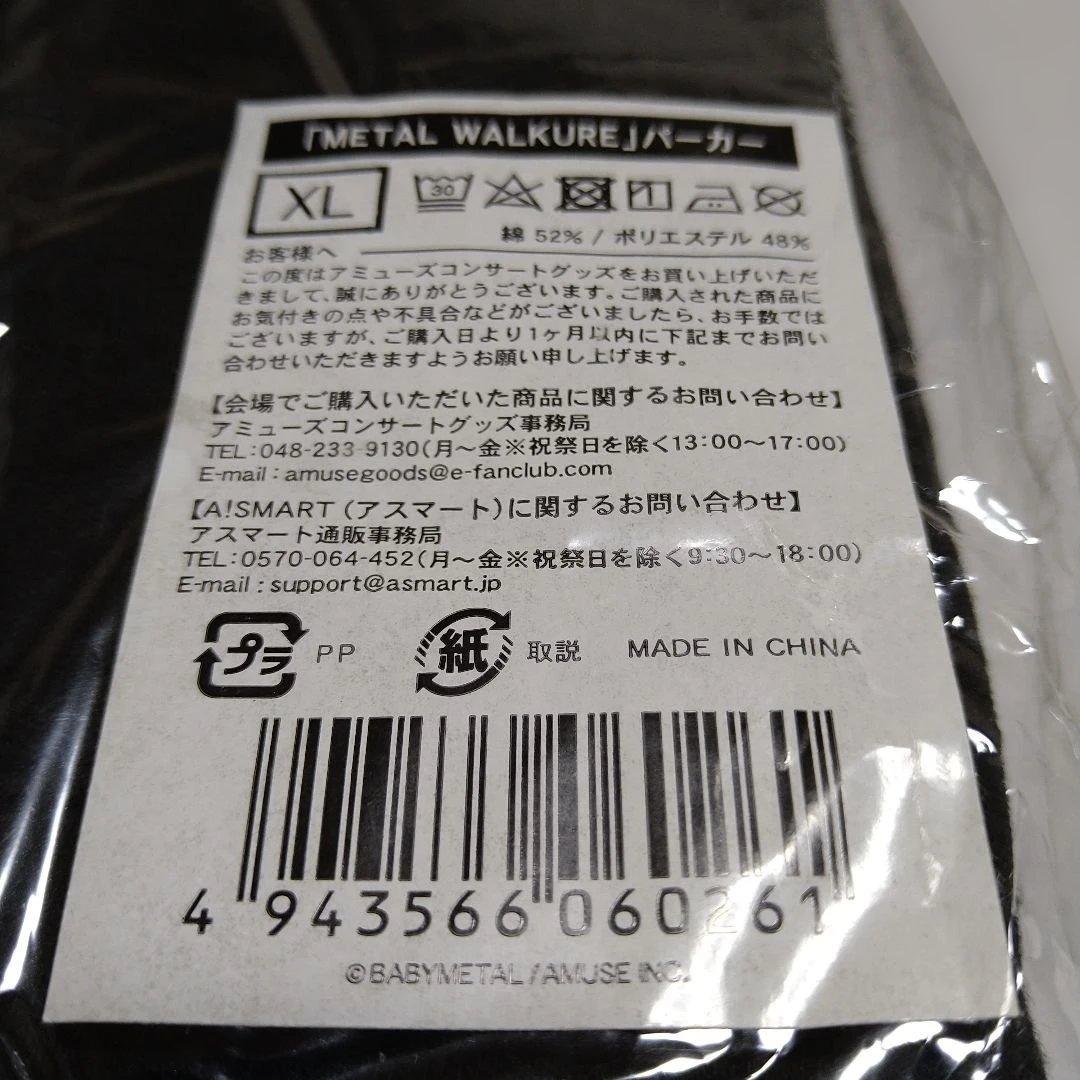 「METAL WALKURE」パーカー
XL
30
綿 52% / ポリエステル 48%
お客様へ
この度はアミューズコンサートグッズをお買い上げいただ
きまして、誠にありがとうございます。ご購入された商品に
お気付きの点や不具合などがございましたら、お手数では
ございますが、ご購入日より1ヶ月以内に下記までお問い
合わせいただきますようお願い申し上げます。
【会場でご購入いただいた商品に関するお問い合わせ】
アミューズコンサートグッズ事務局
TEL:048-233-9130(月〜金※祝祭日を除く13:00〜17:00)
E-mail : amusegoods@e-fanclub.com
【A!SMART (アスマート)に関するお問い合わせ】
アスマート通販事務局
TEL:0570-064-452(月〜金※祝祭日を除く9:30〜18:00)
E-mail : support@asmart.jp
プラ PP 紙 取説 MADE IN CHINA
4 943566 060261
©BABYMETAL / AMUSE INC.